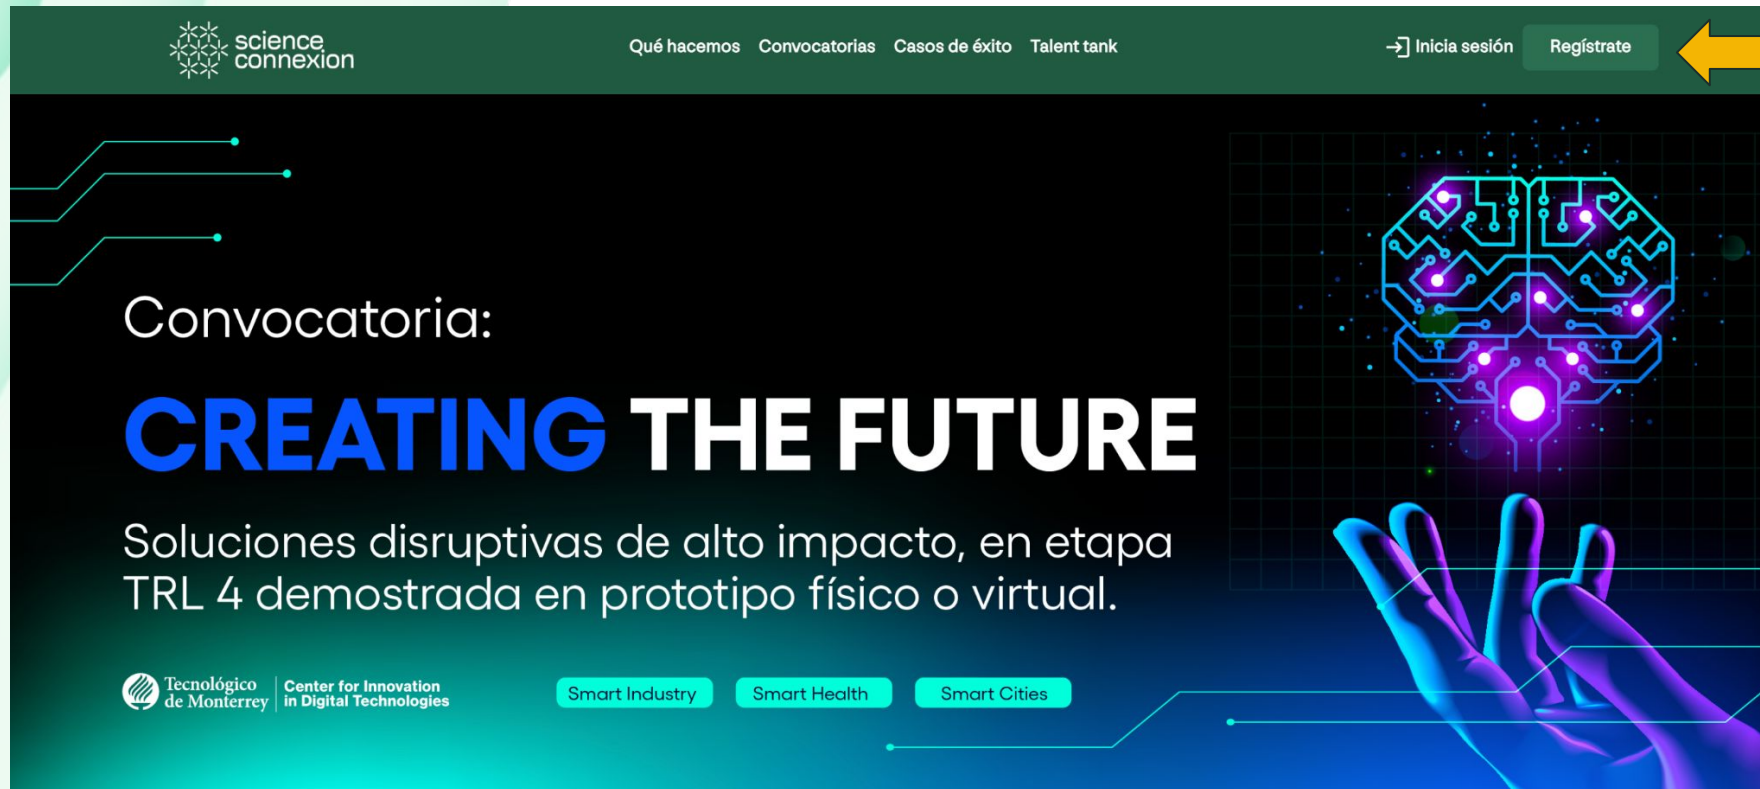 science
connexion
Qué hacemos Convocatorias Casos de éxito Talent tank
Inicia sesión Regístrate
Convocatoria:
CREATING THE FUTURE
Soluciones disruptivas de alto impacto, en etapa
TRL 4 demostrada en prototipo físico o virtual.
Tecnológico
de Monterrey
Center for Innovation
in Digital Technologies
Smart Industry Smart Health Smart Cities